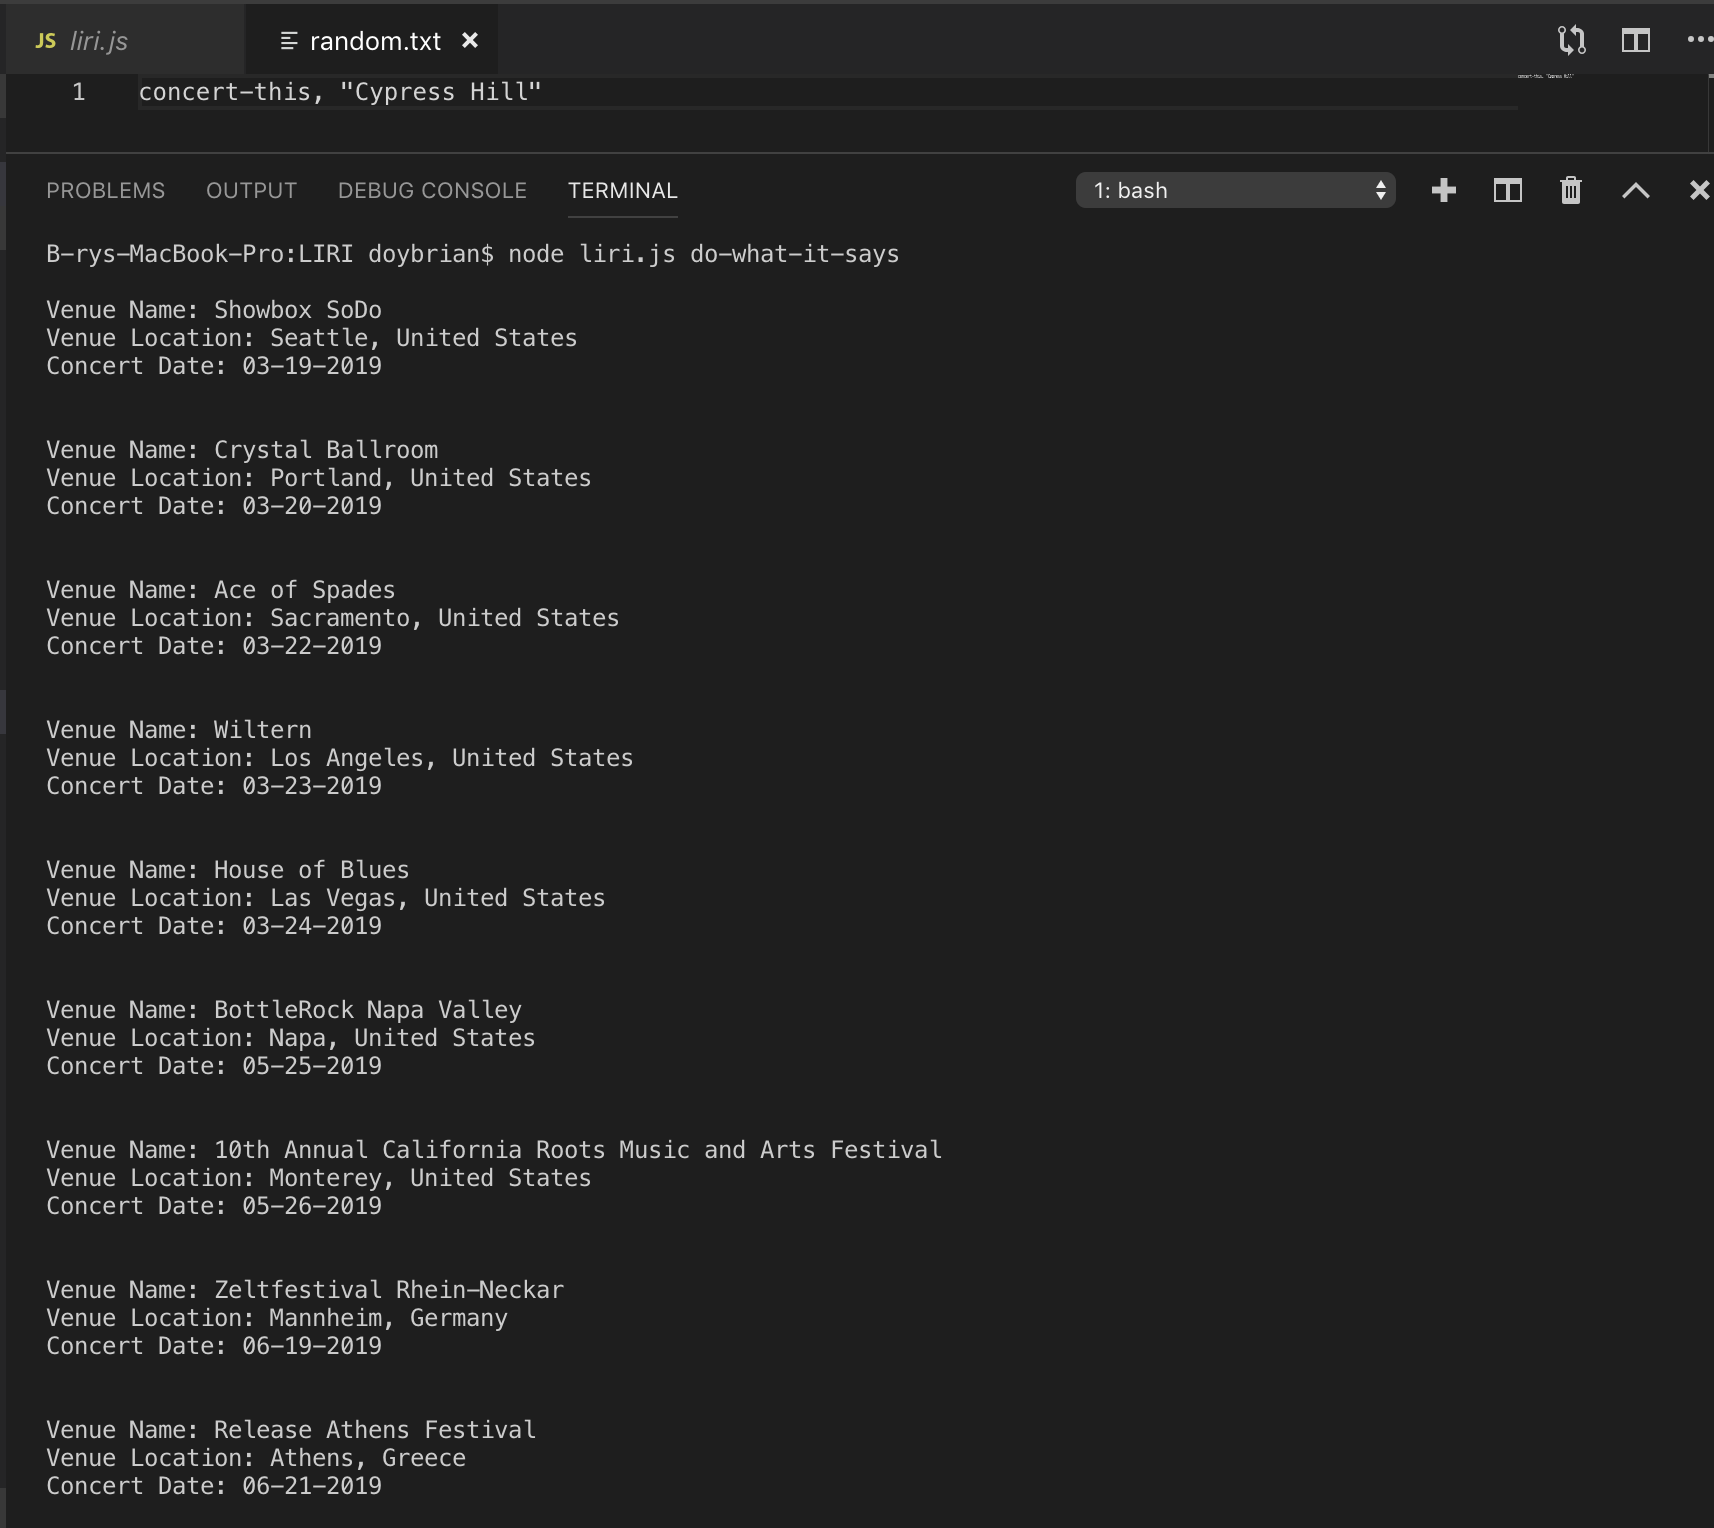 JS liri.js random.txt
1 concert-this, "Cypress Hill"
PROBLEMS OUTPUT DEBUG CONSOLE TERMINAL 1: bash
B-rys-MacBook-Pro:LIRI doybrian$ node liri.js do-what-it-says
Venue Name: Showbox SoDo
Venue Location: Seattle, United States
Concert Date: 03-19-2019
Venue Name: Crystal Ballroom
Venue Location: Portland, United States
Concert Date: 03-20-2019
Venue Name: Ace of Spades
Venue Location: Sacramento, United States
Concert Date: 03-22-2019
Venue Name: Wiltern
Venue Location: Los Angeles, United States
Concert Date: 03-23-2019
Venue Name: House of Blues
Venue Location: Las Vegas, United States
Concert Date: 03-24-2019
Venue Name: BottleRock Napa Valley
Venue Location: Napa, United States
Concert Date: 05-25-2019
Venue Name: 10th Annual California Roots Music and Arts Festival
Venue Location: Monterey, United States
Concert Date: 05-26-2019
Venue Name: Zeltfestival Rhein-Neckar
Venue Location: Mannheim, Germany
Concert Date: 06-19-2019
Venue Name: Release Athens Festival
Venue Location: Athens, Greece
Concert Date: 06-21-2019